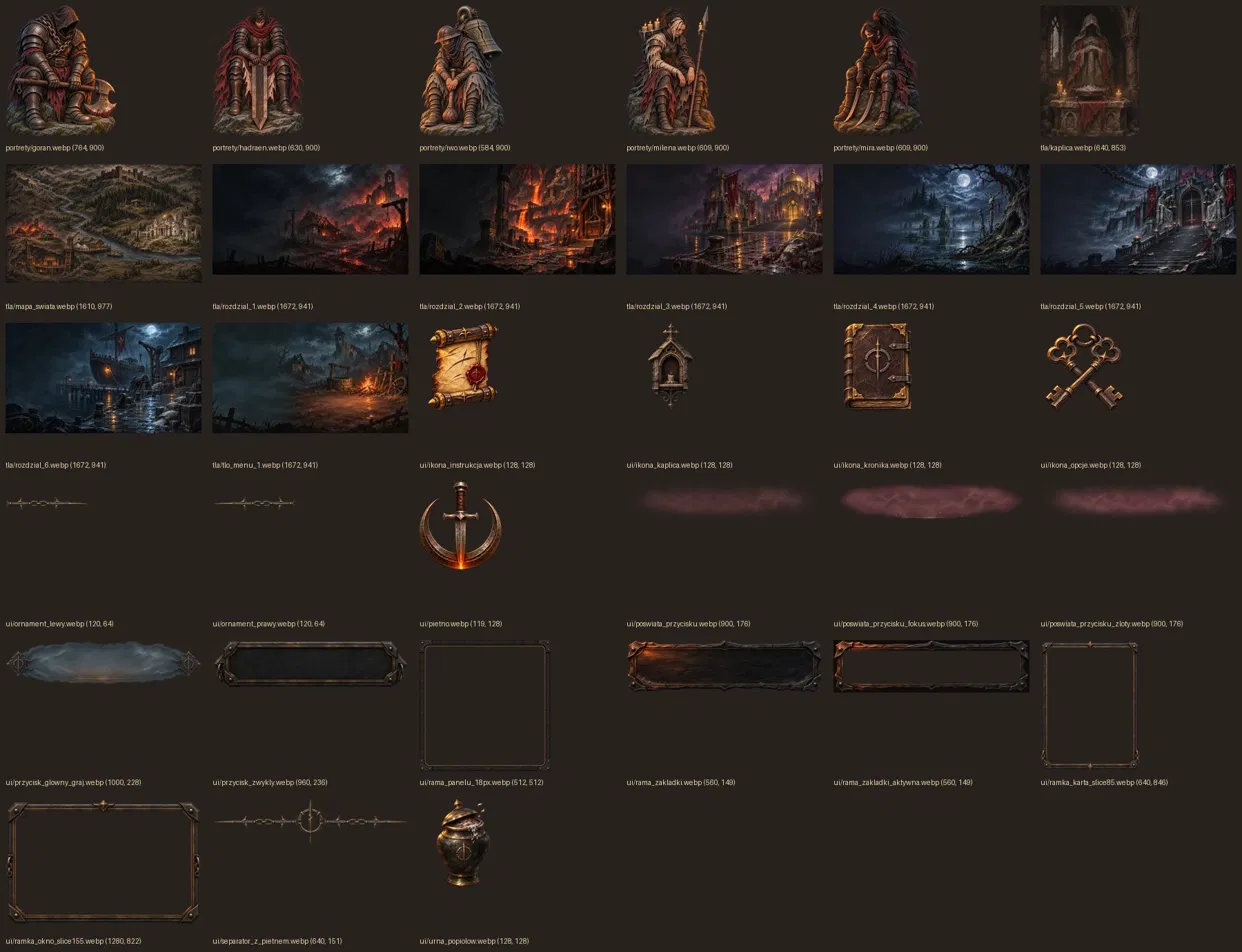 portrety/goran.webp (764, 900)
portrety/hadraen.webp (630, 900)
portrety/iwo.webp (584, 900)
portrety/milena.webp (609, 900)
portrety/mira.webp (609, 900)
tla/kaplica.webp (640, 853)
tla/mapa_swiata.webp (1610, 977)
tla/rozdzial_1.webp (1672, 941)
tla/rozdzial_2.webp (1672, 941)
tla/rozdzial_3.webp (1672, 941)
tla/rozdzial_4.webp (1672, 941)
tla/rozdzial_5.webp (1672, 941)
tla/rozdzial_6.webp (1672, 941)
tla/tlo_menu_1.webp (1672, 941)
ui/ikona_instrukcja.webp (128, 128)
ui/ikona_kaplica.webp (128, 128)
ui/ikona_kronika.webp (128, 128)
ui/ikona_opcje.webp (128, 128)
ui/ornament_lewy.webp (120, 64)
ui/ornament_prawy.webp (120, 64)
ui/pietno.webp (119, 128)
ui/poswiata_przycisku.webp (900, 176)
ui/poswiata_przycisku_fokus.webp (900, 176)
ui/poswiata_przycisku_zloty.webp (900, 176)
ui/przycisk_glowny_graj.webp (1000, 228)
ui/przycisk_zwykly.webp (960, 236)
ui/rama_panelu_18px.webp (512, 512)
ui/rama_zakladki.webp (560, 149)
ui/rama_zakladki_aktywna.webp (560, 149)
ui/ramka_karta_slice85.webp (640, 846)
ui/ramka_okno_slice155.webp (1280, 822)
ui/separator_z_pietnem.webp (640, 151)
ui/urna_popiolow.webp (128, 128)